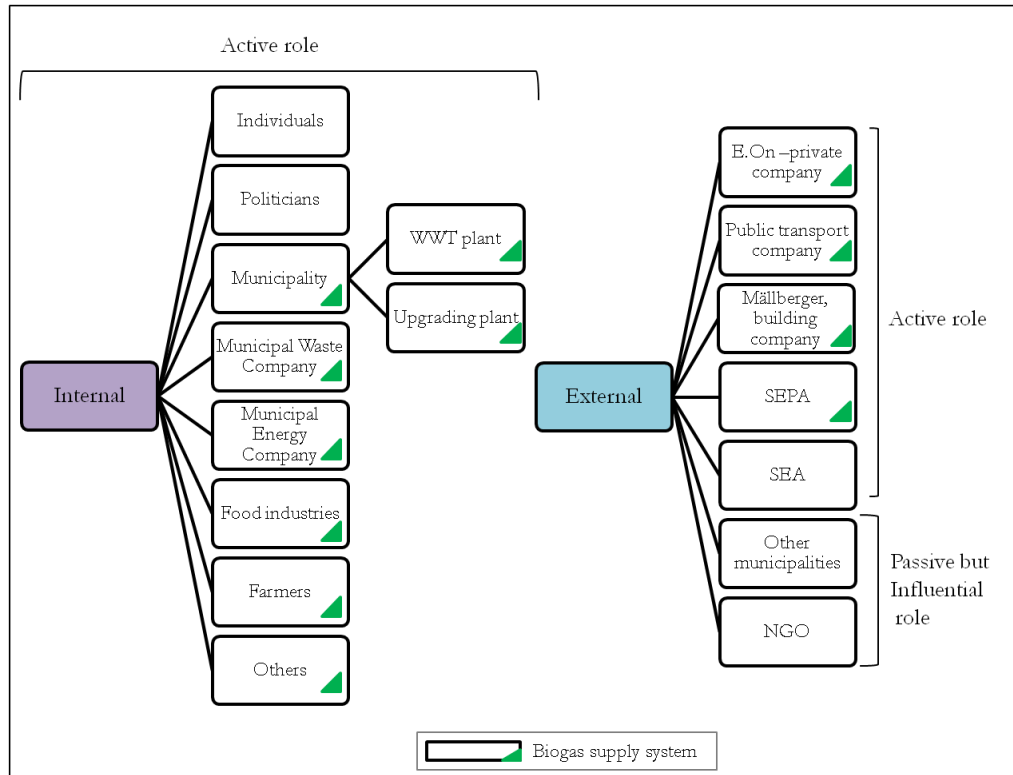 Active role
Individuals
Politicians
Municipality
WWT plant
Upgrading plant
Municipal Waste
Company
Internal
Municipal
Energy
Company
Food industries
Farmers
Others
E.On –private
company
Public transport
company
Mällberger,
building
company
External
SEPA
SEA
Other
municipalities
NGO
Active role
Passive but
Influential
role
Biogas supply system